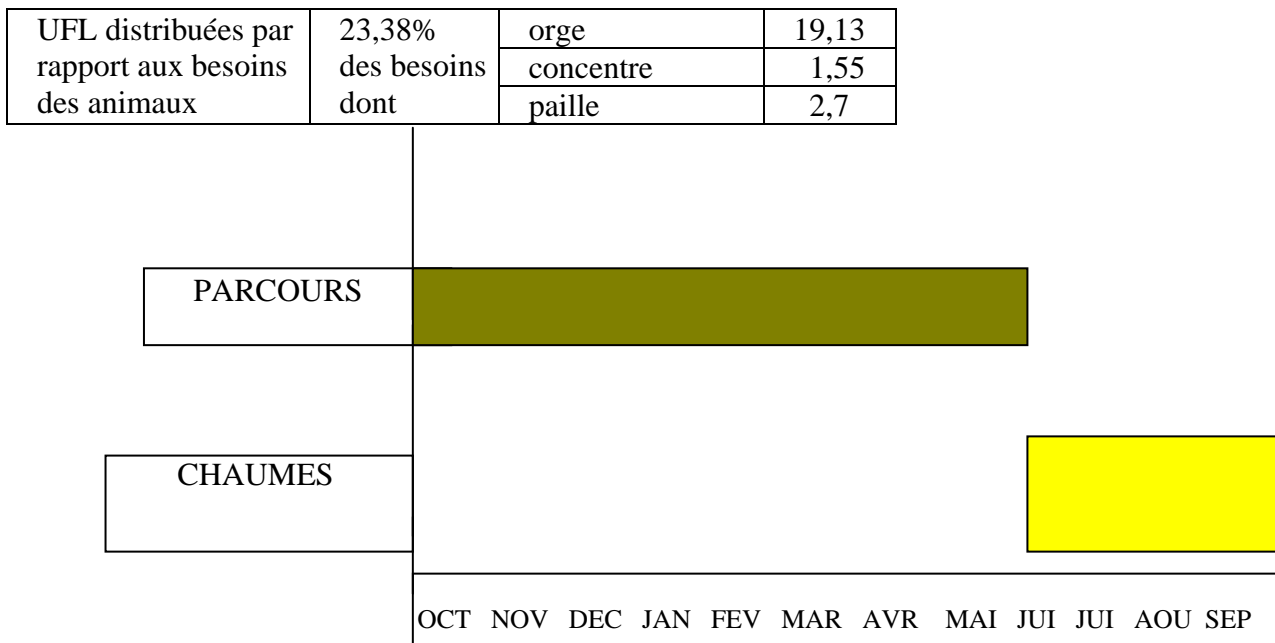 UFL distribuées par
rapport aux besoins
des animaux
23,38%
des besoins
dont
orge 19,13
concentre 1,55
paille 2,7
PARCOURS
CHAUMES
OCT NOV DEC JAN FEV MAR AVR MAI JUI JUI AOU SEP